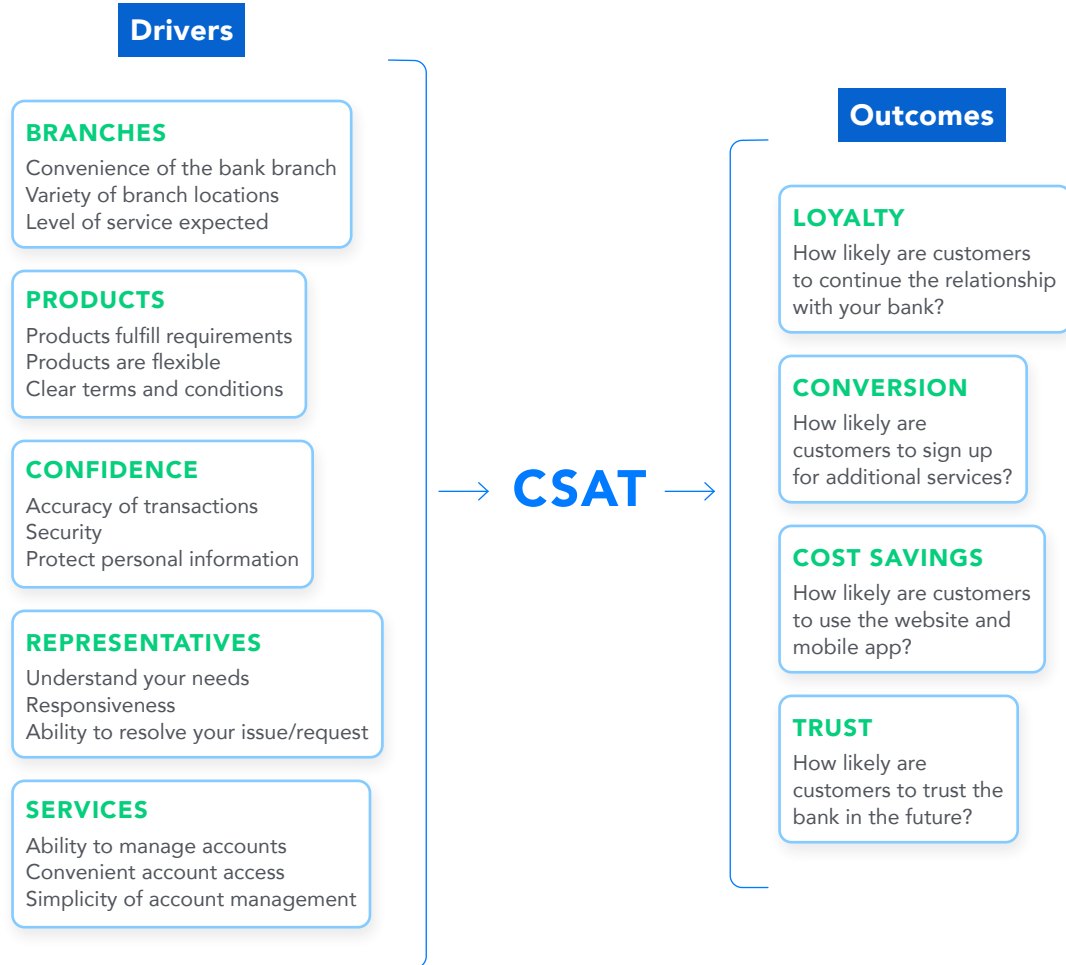 Drivers
BRANCHES
Convenience of the bank branch
Variety of branch locations
Level of service expected
PRODUCTS
Products fulfill requirements
Products are flexible
Clear terms and conditions
CONFIDENCE
Accuracy of transactions
Security
Protect personal information
REPRESENTATIVES
Understand your needs
Responsiveness
Ability to resolve your issue/request
SERVICES
Ability to manage accounts
Convenient account access
Simplicity of account management
CSAT
Outcomes
LOYALTY
How likely are customers
to continue the relationship
with your bank?
CONVERSION
How likely are
customers to sign up
for additional services?
COST SAVINGS
How likely are customers
to use the website and
mobile app?
TRUST
How likely are
customers to trust the
bank in the future?